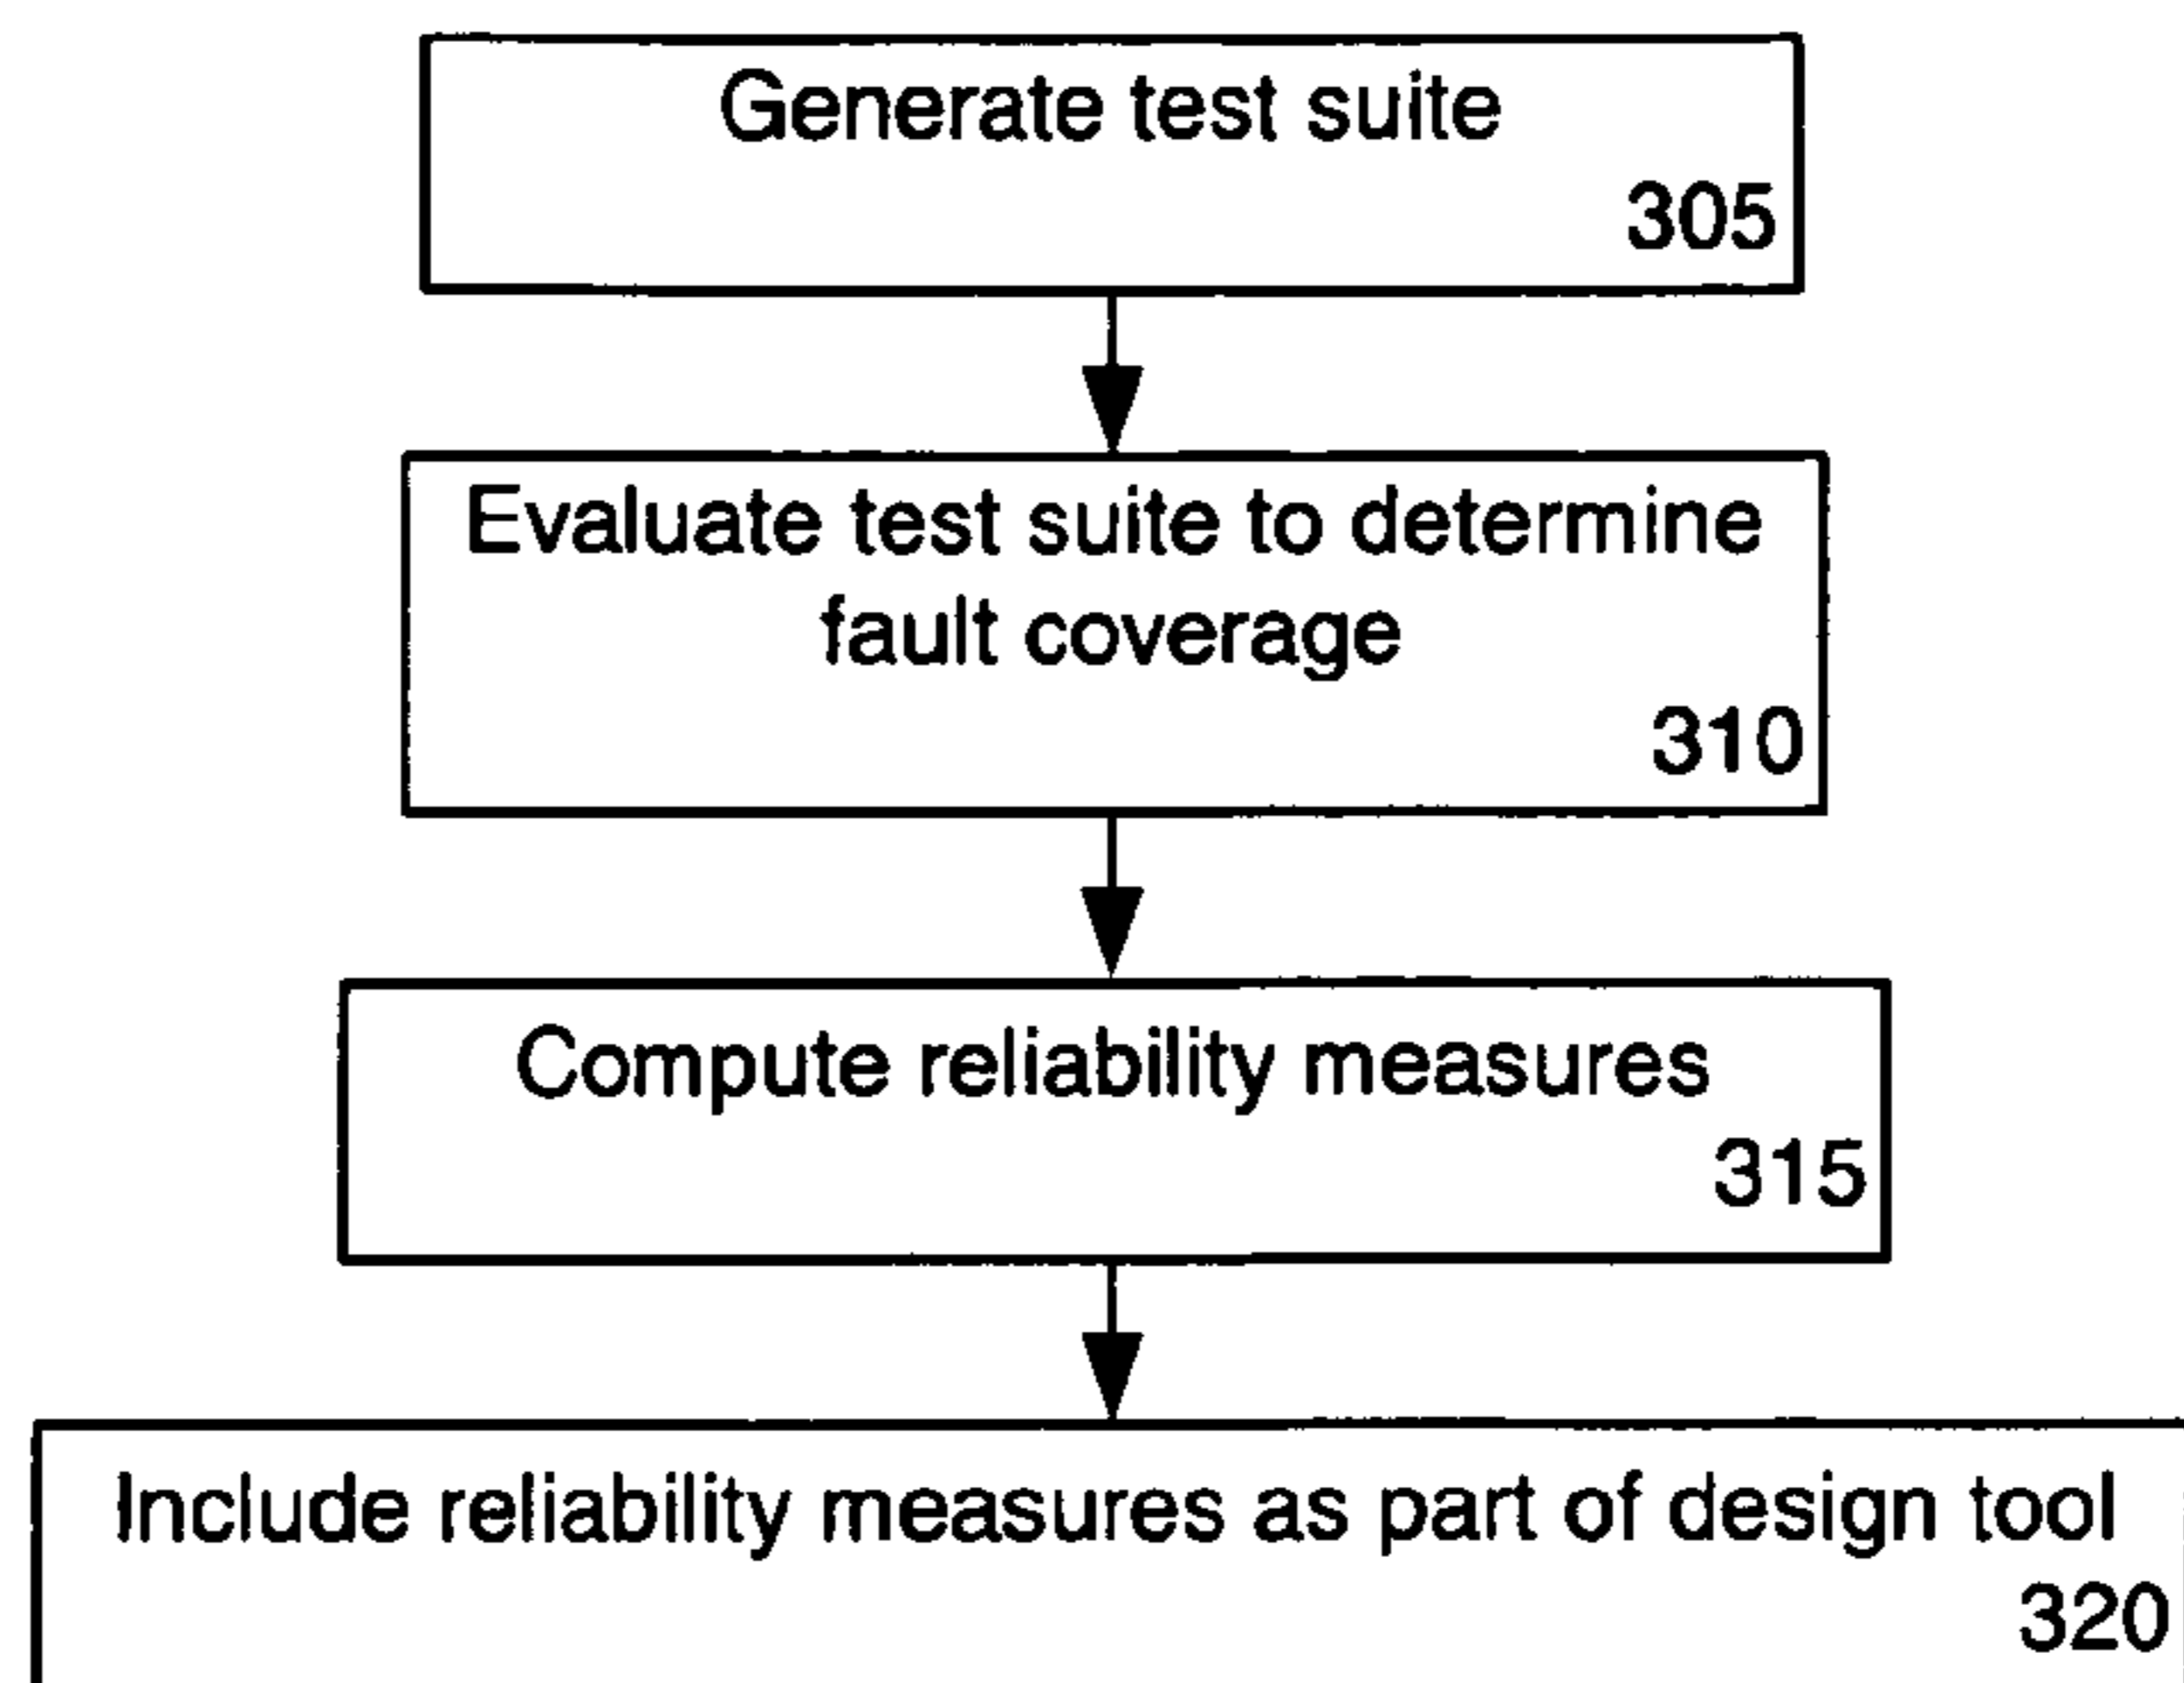 Generate test suite
305
Evaluate test suite to determine
fault coverage
310
Compute reliability measures
315
Include reliability measures as part of design tool
320